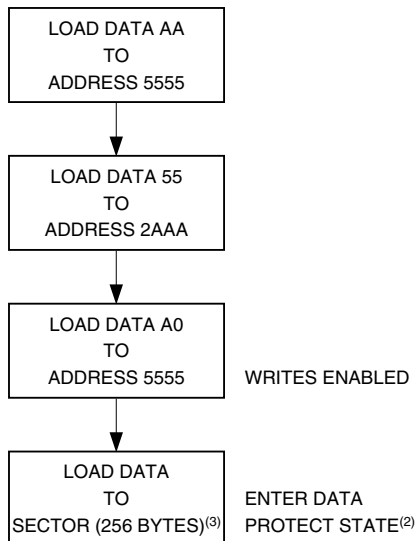 LOAD DATA AA
TO
ADDRESS 5555
LOAD DATA 55
TO
ADDRESS 2AAA
LOAD DATA A0
TO
ADDRESS 5555
WRITES ENABLED
LOAD DATA
TO
SECTOR (256 BYTES)(3)
ENTER DATA
PROTECT STATE(2)